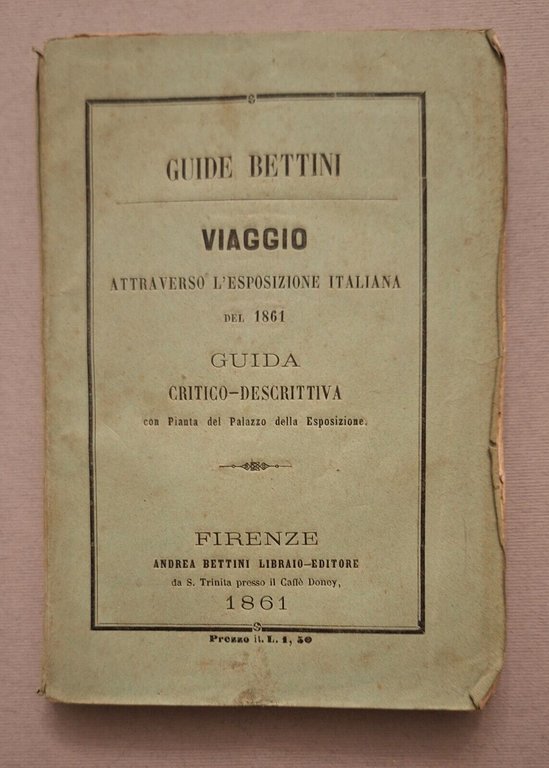 GUIDE BETTINI
VIAGGIO
ATTRAVERSO L'ESPOSIZIONE ITALIANA
DEL 1861
GUIDA
CRITICO-DESCRITTIVA
con Pianta del Palazzo della Esposizione.
FIRENZE
ANDREA BETTINI LIBRAIO-EDITORE
da S. Trinita presso il Caffè Doney,
1861
Prezzo it. L. 1, 50